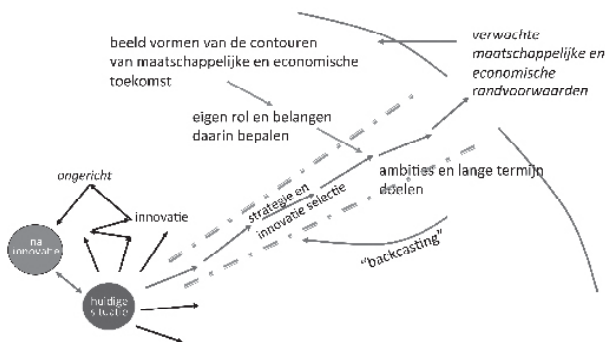 beeld vormen van de contouren
van maatschappelijke en economische
toekomst
verwachte
maatschappelijke en
economische
randvoorwaarden
eigen rol en belangen
daarin bepalen
ambities en lange termijn
doelen
strategie en
innovatie selectie
"backcasting"
ongericht
innovatie
na
innovatie
huidige
situatie